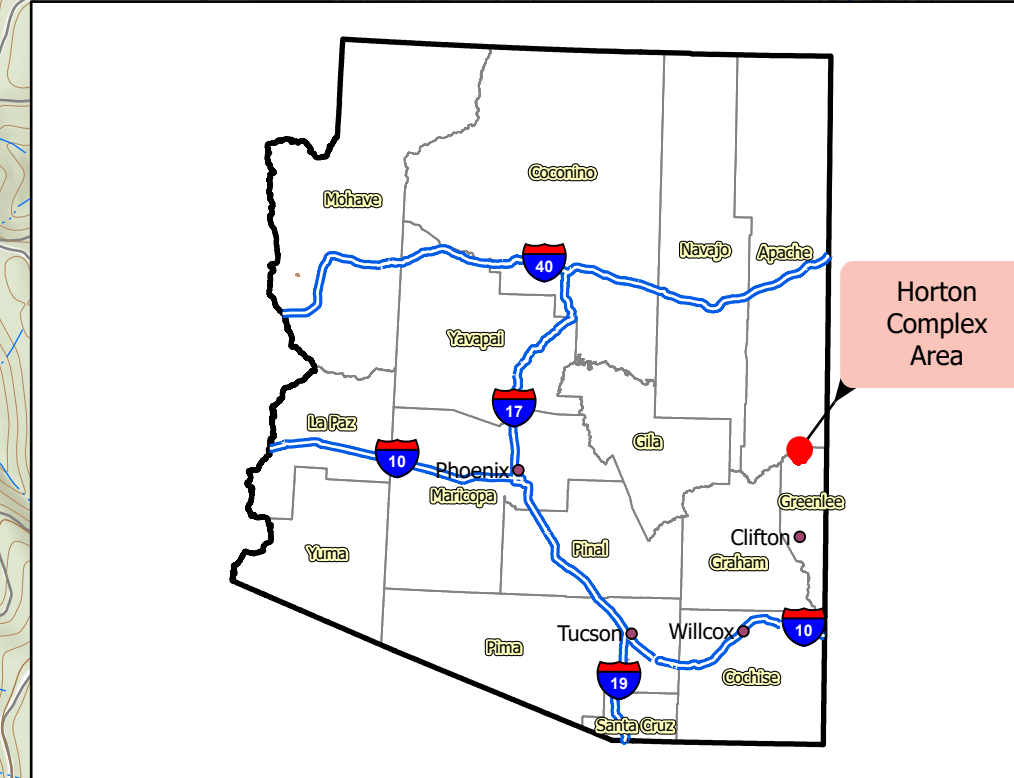 Coconino
Mohave
Navajo
Apache
40
Horton
Complex
Area
Yavapai
17
La Paz
Gila
10
Phoenix
Maricopa
Greenlee
Clifton
Yuma
Pinal
Graham
10
Tucson
Willcox
Pima
19
Cochise
Santa Cruz